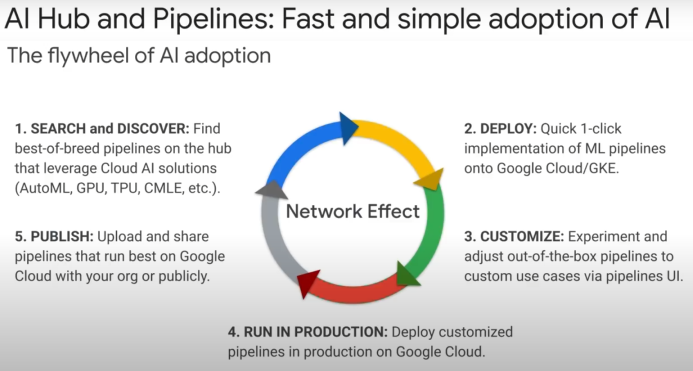 AI Hub and Pipelines: Fast and simple adoption of AI
The flywheel of AI adoption
1. SEARCH and DISCOVER: Find
best-of-breed pipelines on the hub
that leverage Cloud AI solutions
(AutoML, GPU, TPU, CMLE, etc.).
2. DEPLOY: Quick 1-click
implementation of ML pipelines
onto Google Cloud/GKE.
Network Effect
3. CUSTOMIZE: Experiment and
adjust out-of-the-box pipelines to
custom use cases via pipelines UI.
4. RUN IN PRODUCTION: Deploy customized
pipelines in production on Google Cloud.
5. PUBLISH: Upload and share
pipelines that run best on Google
Cloud with your org or publicly.